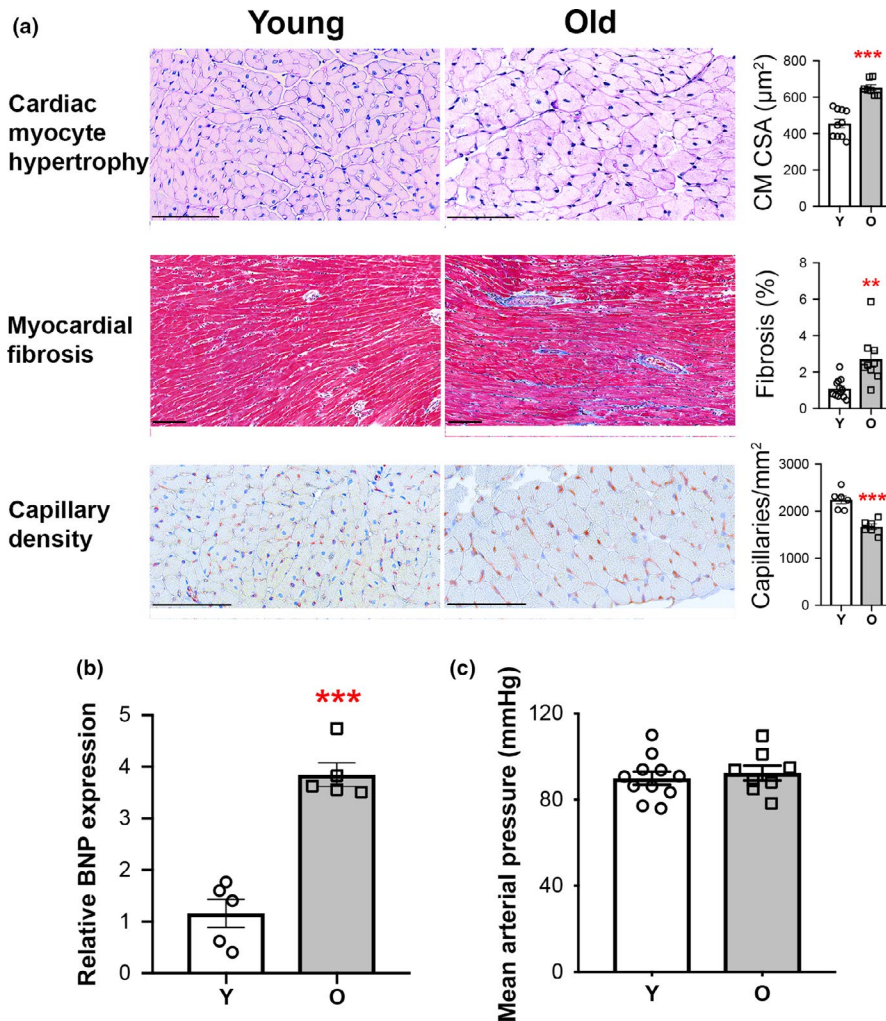 (a)
Young
Old
Cardiac
myocyte
hypertrophy
CM CSA (µm²)
800
600
400
200
0
***
Y
O
Myocardial
fibrosis
Fibrosis (%)
8
6
4
2
0
**
Y
O
Capillary
density
Capillaries/mm²
3000
2000
1000
0
***
Y
O
(b)
Relative BNP expression
5
4
3
2
1
0
***
Y
O
(c)
Mean arterial pressure (mmHg)
120
80
40
0
Y
O